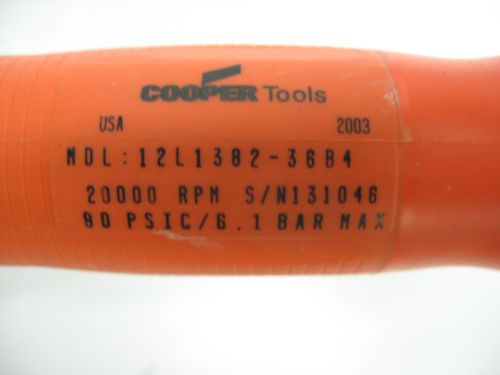 COOPER Tools
USA 2003
MDL:12L1382-36B4
20000 RPM S/N131046
90 PSIG/6.1 BAR MAX